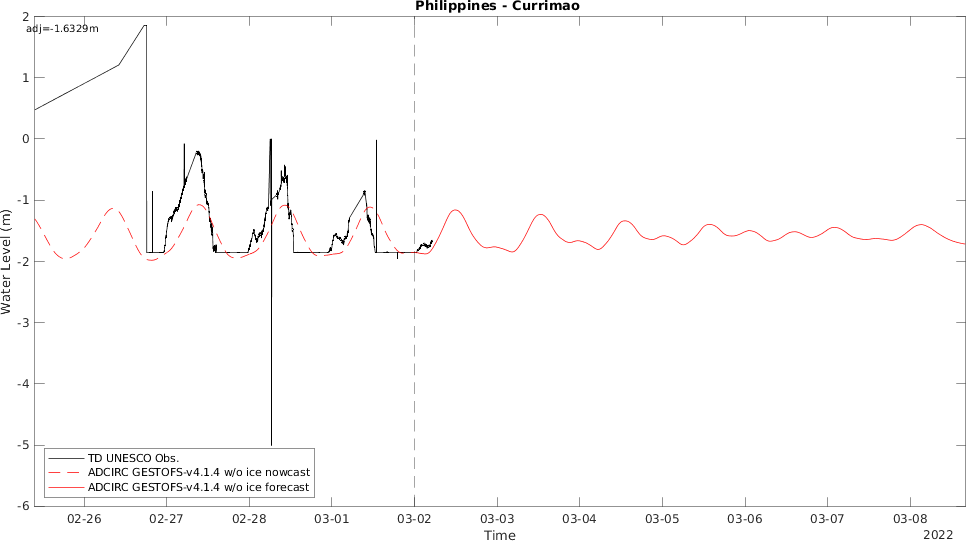 Philippines - Currimao
adj=-1.6329m
2
1
0
-1
-2
-3
-4
-5
-6
Water Level (m)
TD UNESCO Obs.
ADCIRC GESTOFS-v4.1.4 w/o ice nowcast
ADCIRC GESTOFS-v4.1.4 w/o ice forecast
02-26 02-27 02-28 03-01 03-02 03-03 03-04 03-05 03-06 03-07 03-08
Time
2022